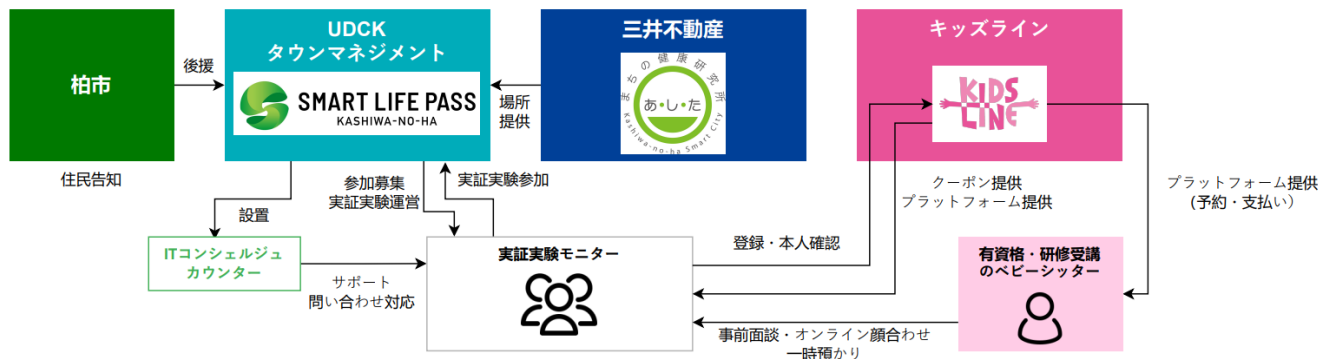 柏市
後援
UDCK
タウンマネジメント
SMART LIFE PASS
KASHIWA-NO-HA
場所
提供
三井不動産
まちの健康研究所
あ・し・た
Kashiwa-no-ha Smart City
キッズライン
KIDS
LINE
住民告知
設置
参加募集
実証実験運営
実証実験参加
クーポン提供
プラットフォーム提供
プラットフォーム提供
(予約・支払い）
登録・本人確認
ITコンシェルジュ
カウンター
サポート
問い合わせ対応
実証実験モニター
有資格・研修受講
のベビーシッター
事前面談・オンライン顔合わせ
一時預かり